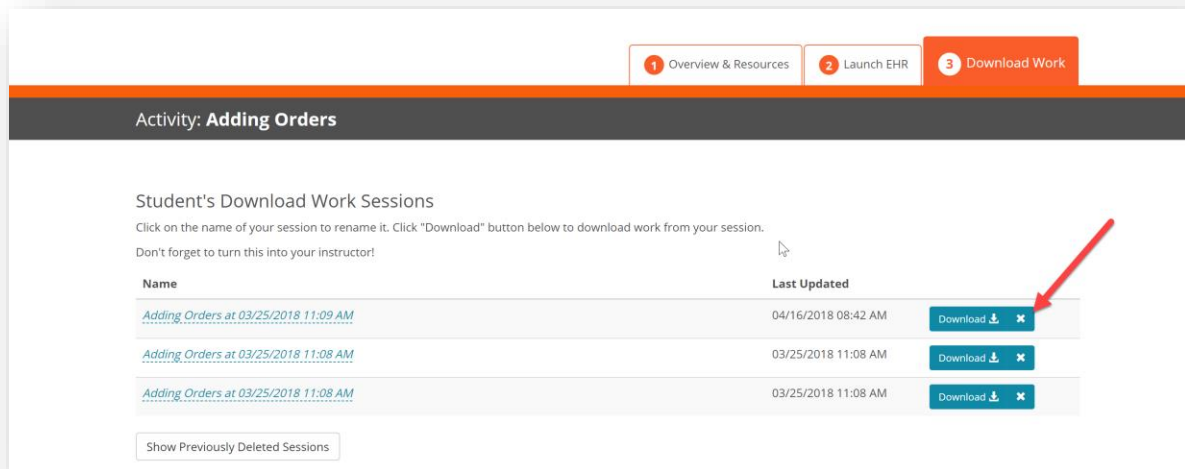 1 Overview & Resources 2 Launch EHR 3 Download Work
Activity: Adding Orders
Student's Download Work Sessions
Click on the name of your session to rename it. Click "Download" button below to download work from your session.
Don't forget to turn this into your instructor!
Name Last Updated
Adding Orders at 03/25/2018 11:09 AM 04/16/2018 08:42 AM Download
Adding Orders at 03/25/2018 11:08 AM 03/25/2018 11:08 AM Download
Adding Orders at 03/25/2018 11:08 AM 03/25/2018 11:08 AM Download
Show Previously Deleted Sessions